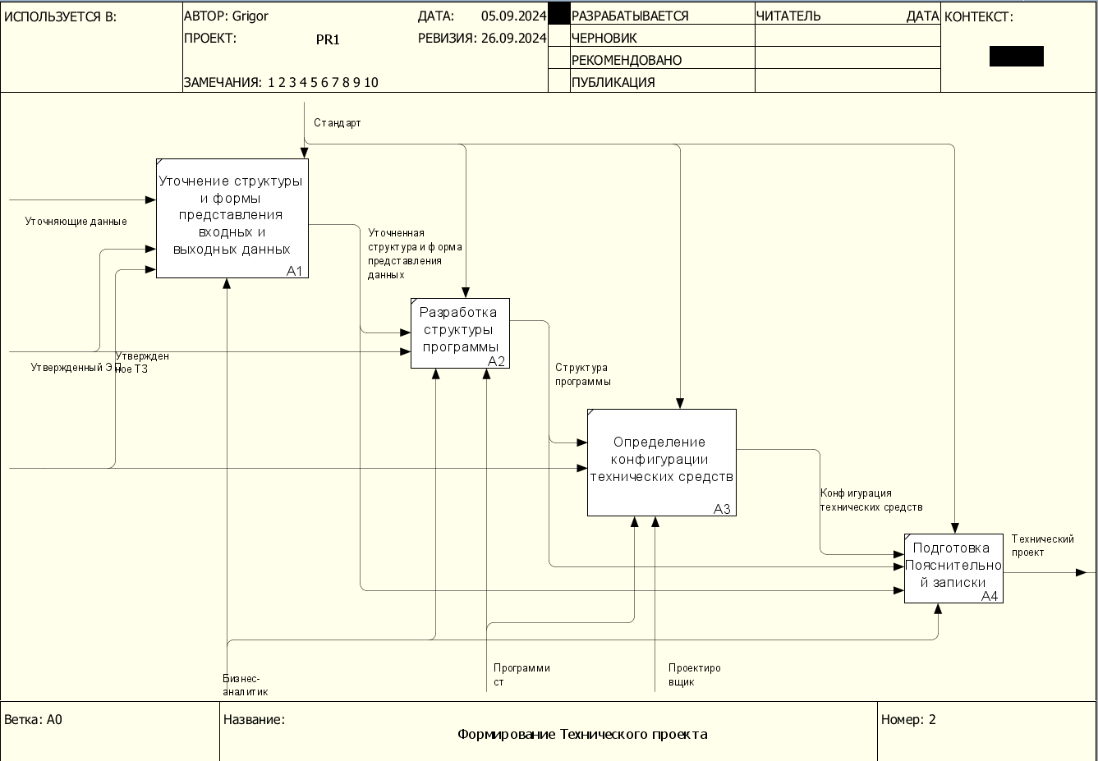 ИСПОЛЬЗУЕТСЯ В:
АВТОР: Grigor
ДАТА: 05.09.2024
РАЗРАБАТЫВАЕТСЯ
ЧИТАТЕЛЬ
ДАТА
КОНТЕКСТ:
ПРОЕКТ: PR1
РЕВИЗИЯ: 26.09.2024
ЧЕРНОВИК
РЕКОМЕНДОВАНО
ЗАМЕЧАНИЯ: 1 2 3 4 5 6 7 8 9 10
ПУБЛИКАЦИЯ
Стандарт
Уточнение структуры
и формы
представления
входных и
выходных данных
A1
Уточняющие данные
Уточненная
структура и форма
представления
данных
Разработка
структуры
программы
A2
Утвержденный ЭП
Утвержден
ное ТЗ
Структура
программы
Определение
конфигурации
технических средств
A3
Конфигурация
технических средств
Подготовка
Пояснительно
й записки
A4
Технический
проект
Бизнес-
аналитик
Программи
ст
Проектиро
вщик
Ветка: A0
Название:
Формирование Технического проекта
Номер: 2